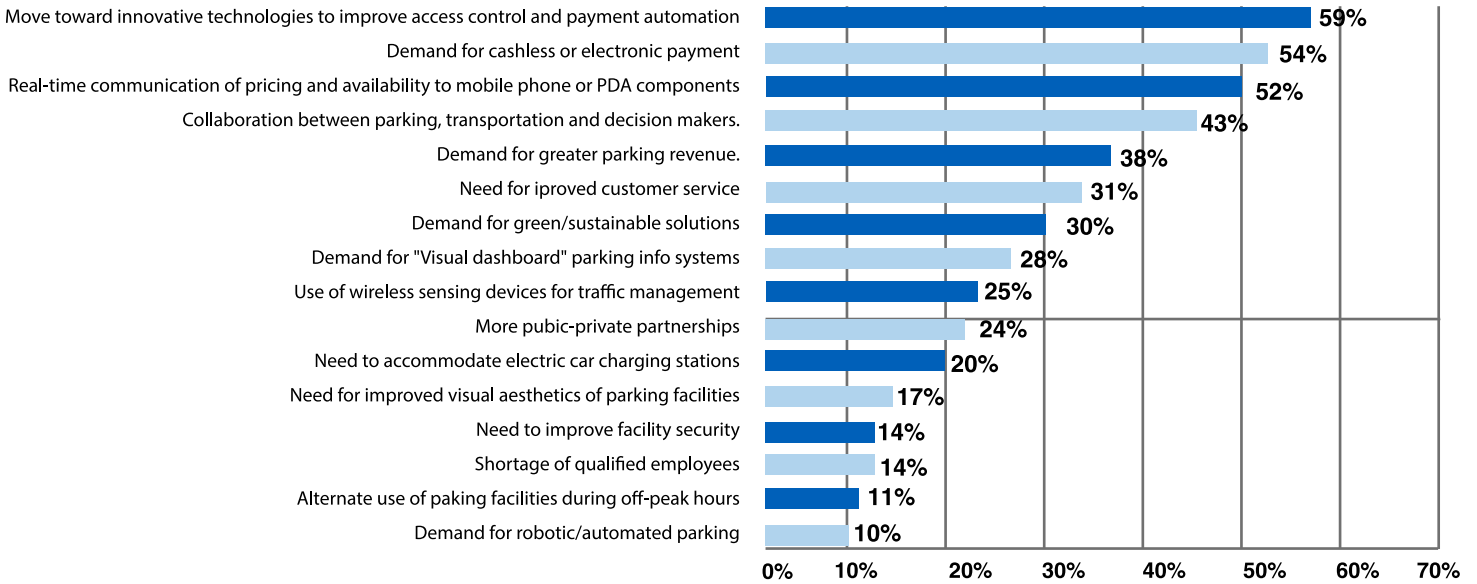 Move toward innovative technologies to improve access control and payment automation 59%
Demand for cashless or electronic payment 54%
Real-time communication of pricing and availability to mobile phone or PDA components 52%
Collaboration between parking, transportation and decision makers. 43%
Demand for greater parking revenue. 38%
Need for iproved customer service 31%
Demand for green/sustainable solutions 30%
Demand for "Visual dashboard" parking info systems 28%
Use of wireless sensing devices for traffic management 25%
More pubic-private partnerships 24%
Need to accommodate electric car charging stations 20%
Need for improved visual aesthetics of parking facilities 17%
Need to improve facility security 14%
Shortage of qualified employees 14%
Alternate use of paking facilities during off-peak hours 11%
Demand for robotic/automated parking 10%
0% 10% 20% 30% 40% 50% 60% 70%